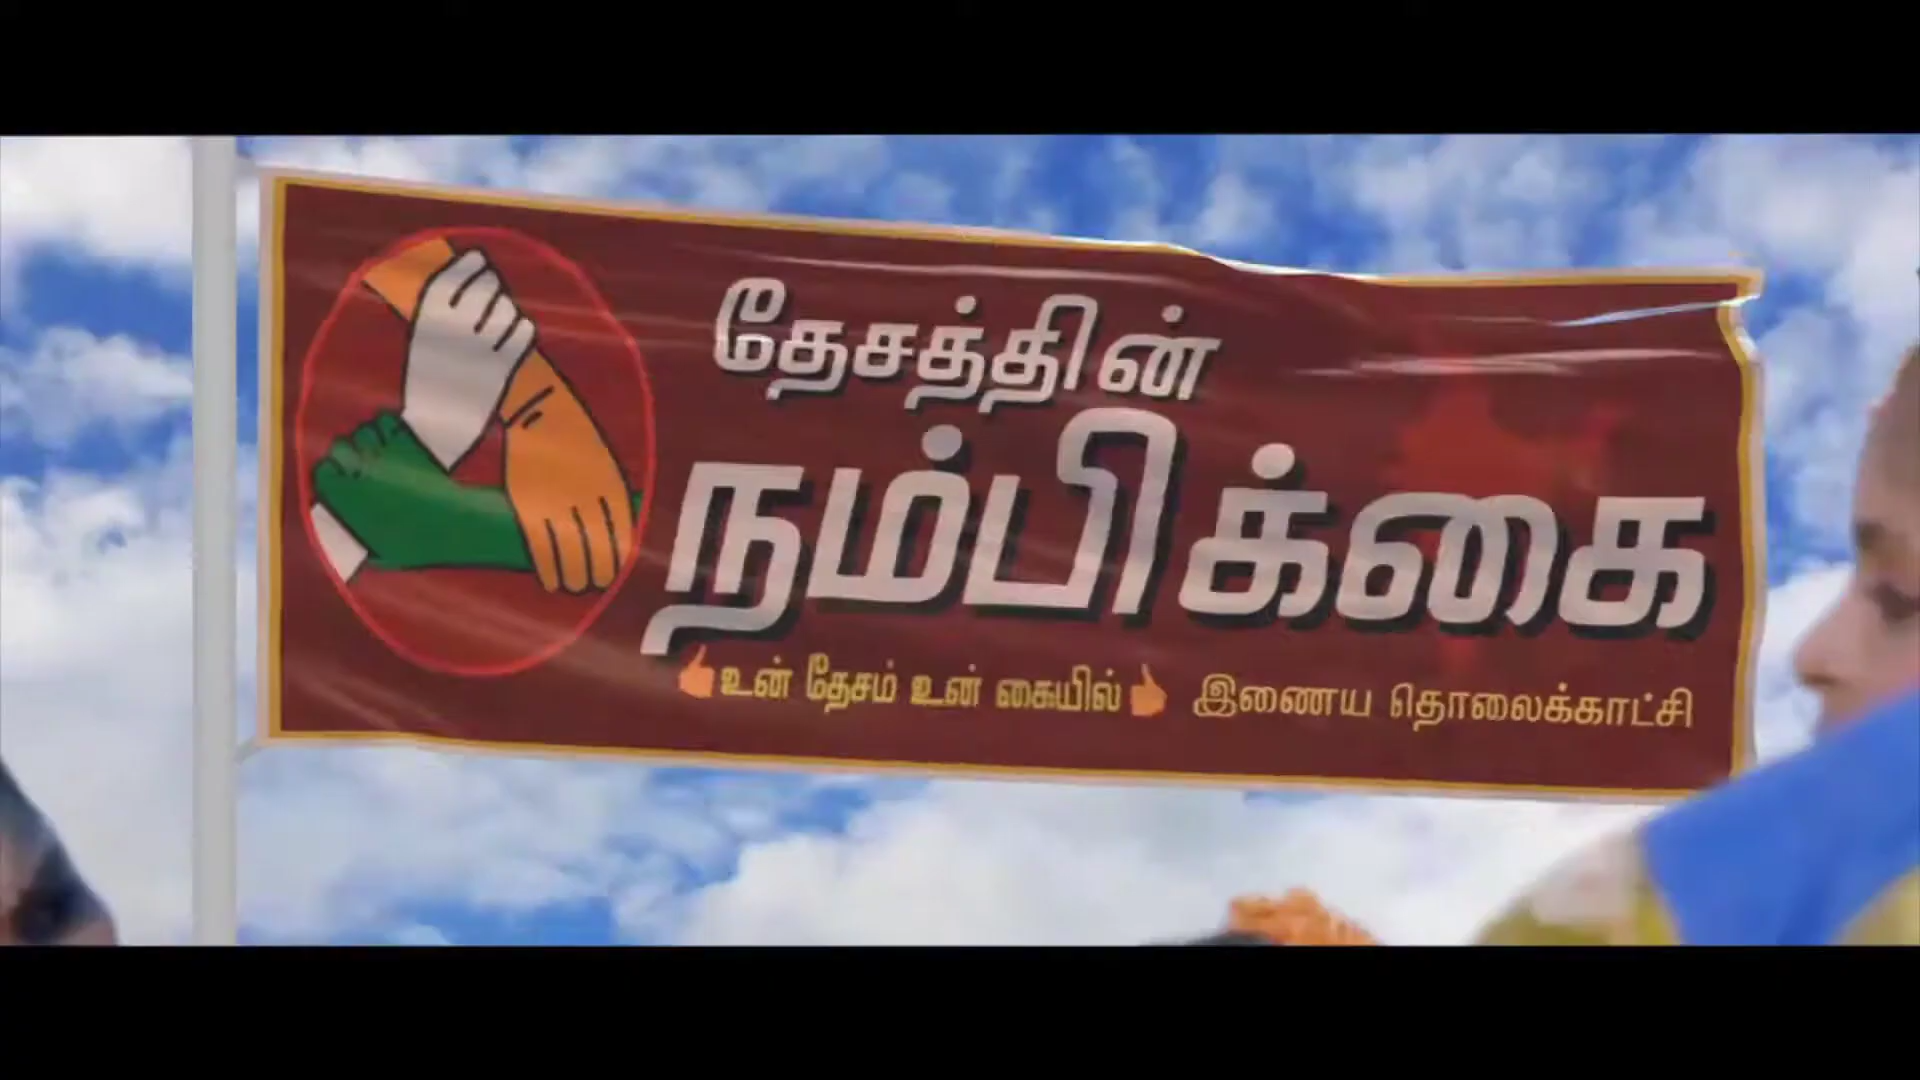 தேசத்தின்
நம்பிக்கை
உன் தேசம் உன் கையில் இணைய தொலைக்காட்சி